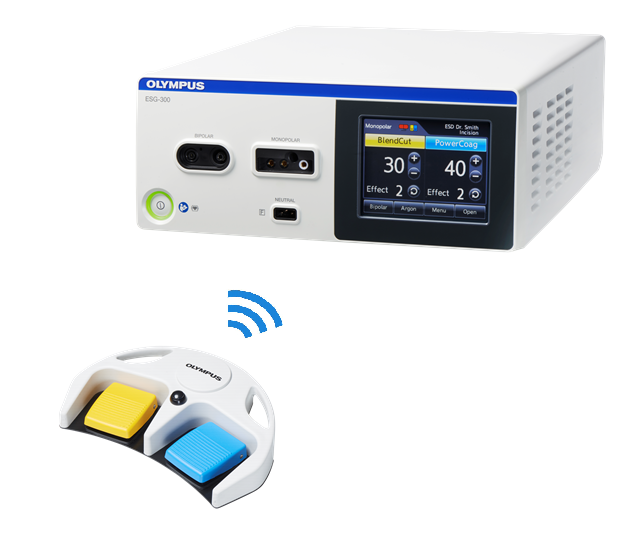 OLYMPUS
ESG-300
BIPOLAR
MONOPOLAR
NEUTRAL
Monopolar
ESD Dr. Smith
Incision
BlendCut
PowerCoag
30 + -
40 + -
Effect 2
Effect 2
Bipolar
Argon
Menu
Open
OLYMPUS